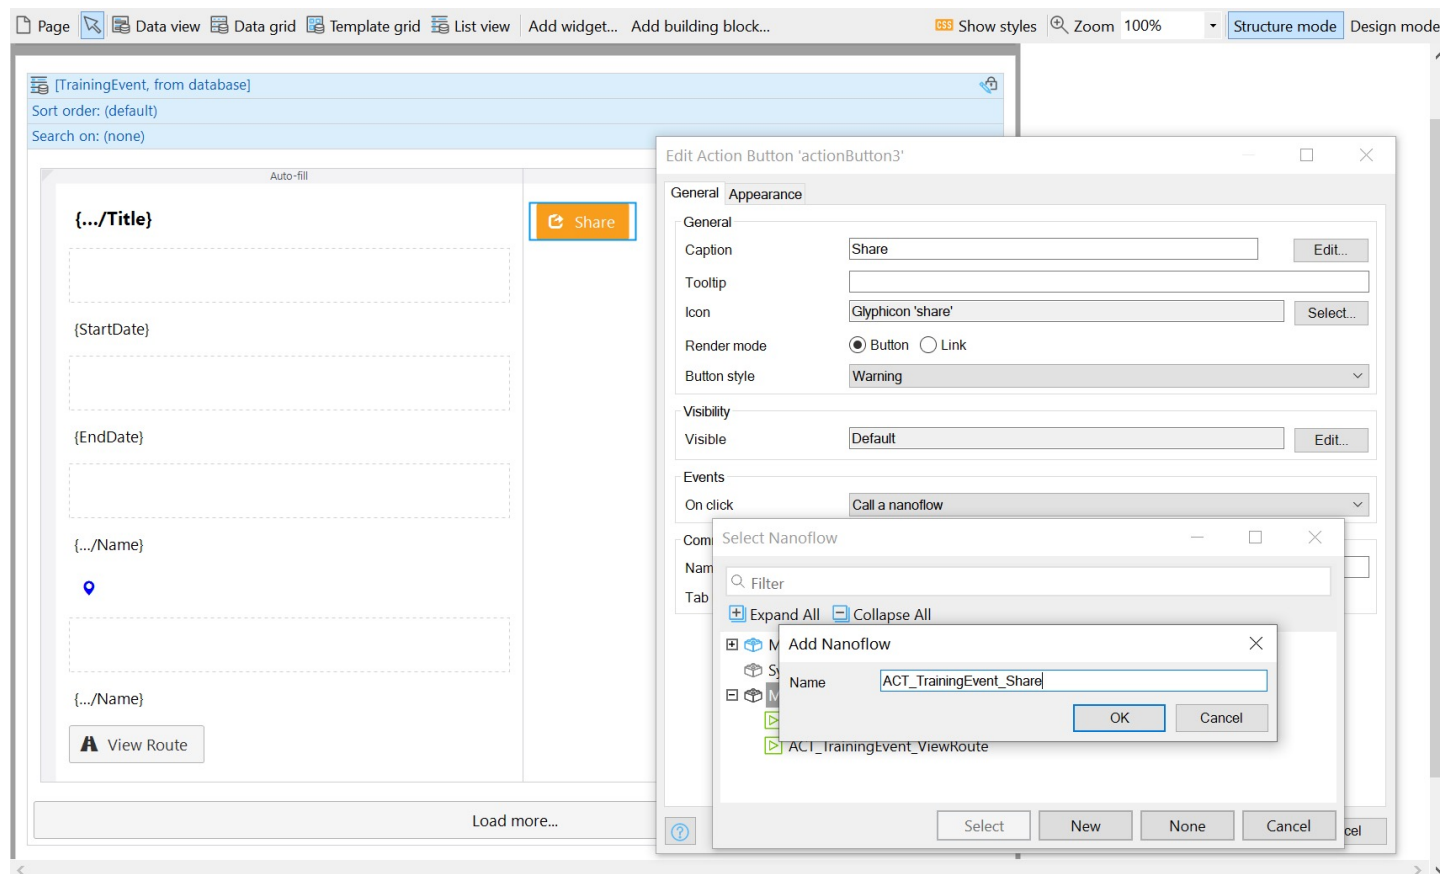 Page Data view Data grid Template grid List view Add widget... Add building block... CSS Show styles Zoom 100% Structure mode Design mode
[TrainingEvent, from database]
Sort order: (default)
Search on: (none)
Auto-fill
{.../Title}
Share
{StartDate}
{EndDate}
{.../Name}
{.../Name}
View Route
Load more...
Edit Action Button 'actionButton3'
General Appearance
General
Caption Share Edit...
Tooltip
Icon Glyphicon 'share' Select...
Render mode Button Link
Button style Warning
Visibility
Visible Default Edit...
Events
On click Call a nanoflow
Tab
Select Nanoflow
Filter
Expand All Collapse All
Add Nanoflow
Name ACT_TrainingEvent_Share
OK Cancel
ACT_TrainingEvent_ViewRoute
Select New None Cancel